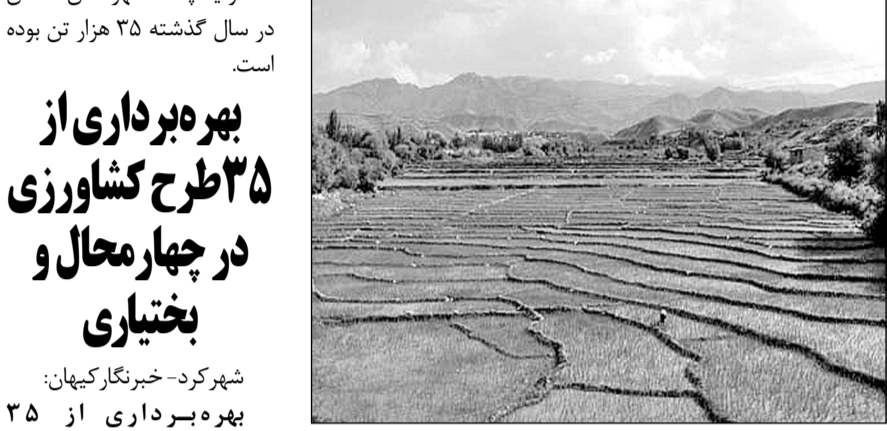 در سال گذشته ۳۵ هزار تن بوده
است.
بهره‌برداری از
۳۵طرح کشاورزی
در چهارمحال و
بختیاری
شهرکرد- خبرنگار کیهان:
بهره‌بـرداری از ۳۵